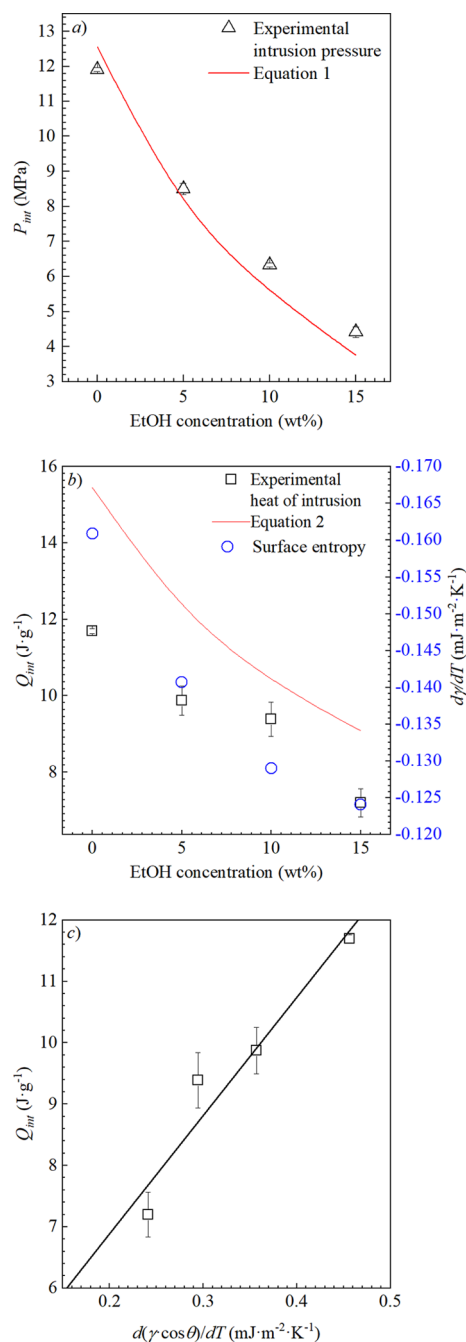 a)
Experimental
intrusion pressure
Equation 1
13
12
11
10
9
8
7
6
5
4
3
P_int (MPa)
0 5 10 15
EtOH concentration (wt%)
b)
Experimental
heat of intrusion
Equation 2
Surface entropy
16
14
12
10
8
Q_int (J·g⁻¹)
-0.170
-0.165
-0.160
-0.155
-0.150
-0.145
-0.140
-0.135
-0.130
-0.125
-0.120
dγ/dT (mJ·m⁻²·K⁻¹)
0 5 10 15
EtOH concentration (wt%)
c)
12
11
10
9
8
7
6
Q_int (J·g⁻¹)
0.2 0.3 0.4 0.5
d(γ cosθ)/dT (mJ·m⁻²·K⁻¹)